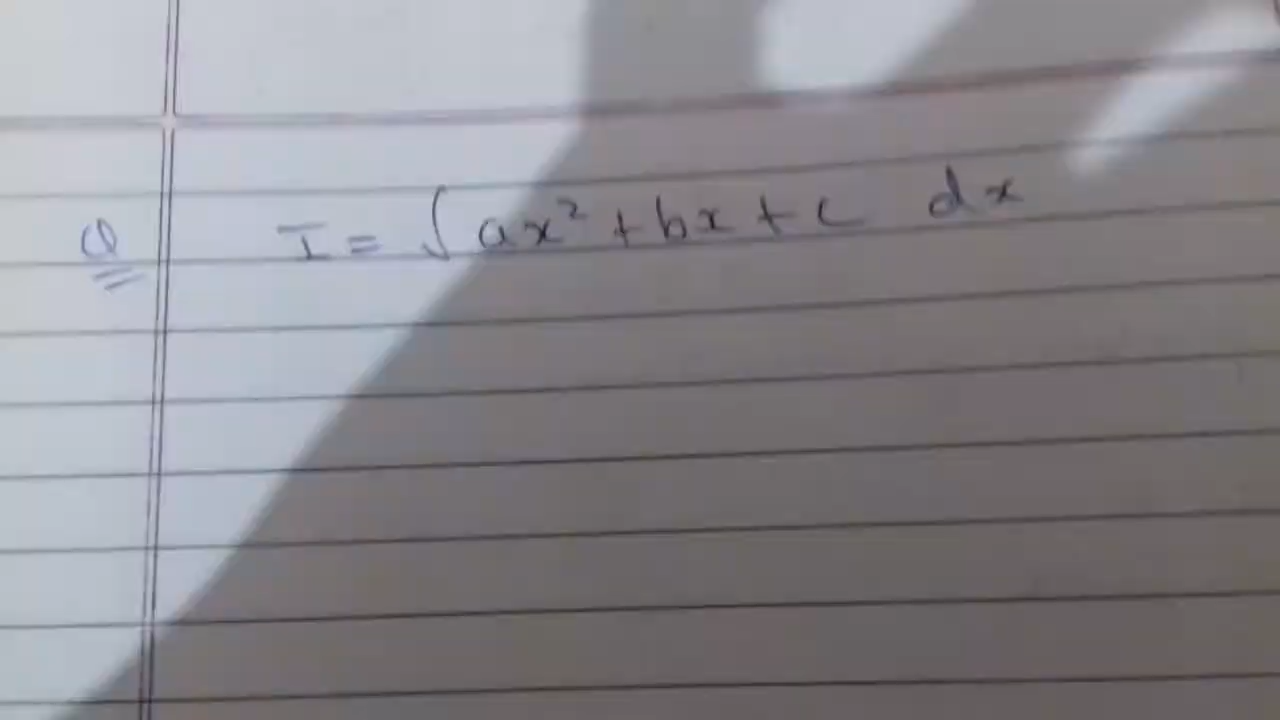 Q I = ∫ ax² + bx + c dx